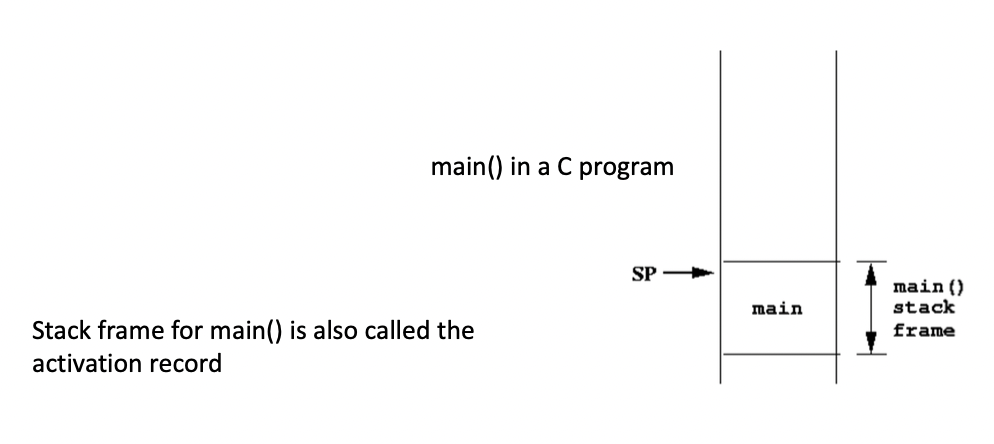 main() in a C program
SP
main
main()
stack
frame
Stack frame for main() is also called the
activation record